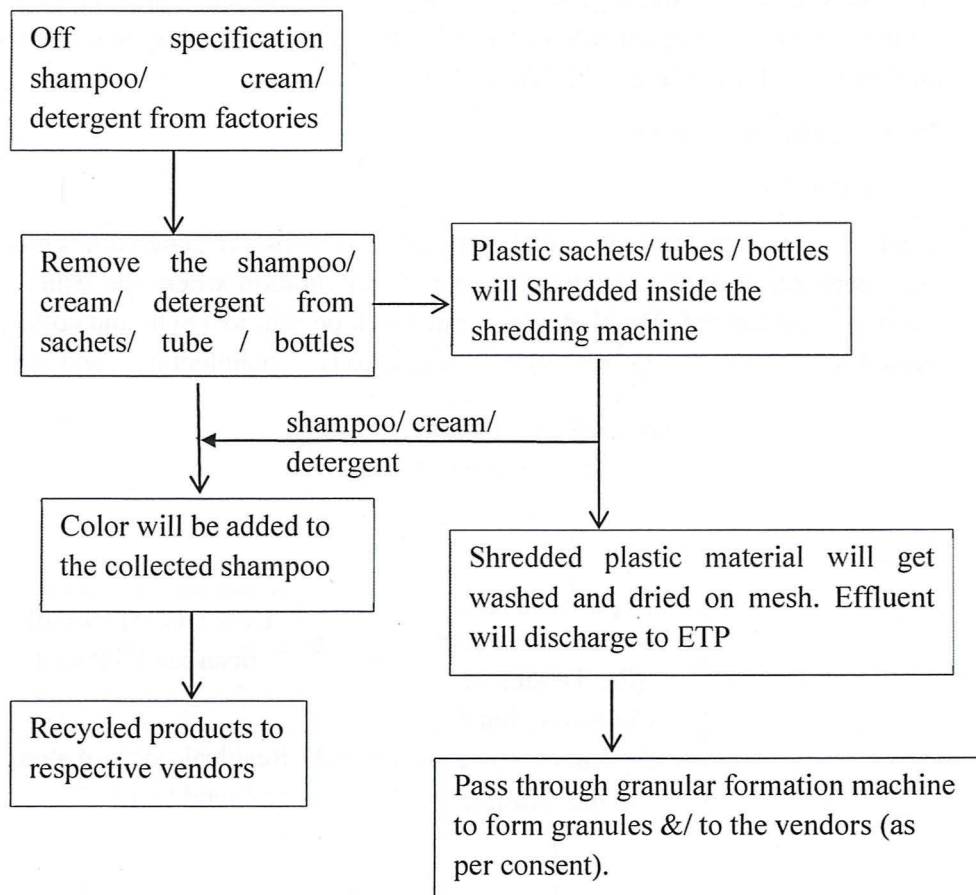 Off specification
shampoo/ cream/
detergent from factories
Remove the shampoo/
cream/ detergent from
sachets/ tube / bottles
Plastic sachets/ tubes / bottles
will Shredded inside the
shredding machine
shampoo/ cream/
detergent
Color will be added to
the collected shampoo
Shredded plastic material will get
washed and dried on mesh. Effluent
will discharge to ETP
Recycled products to
respective vendors
Pass through granular formation machine
to form granules &/ to the vendors (as
per consent).